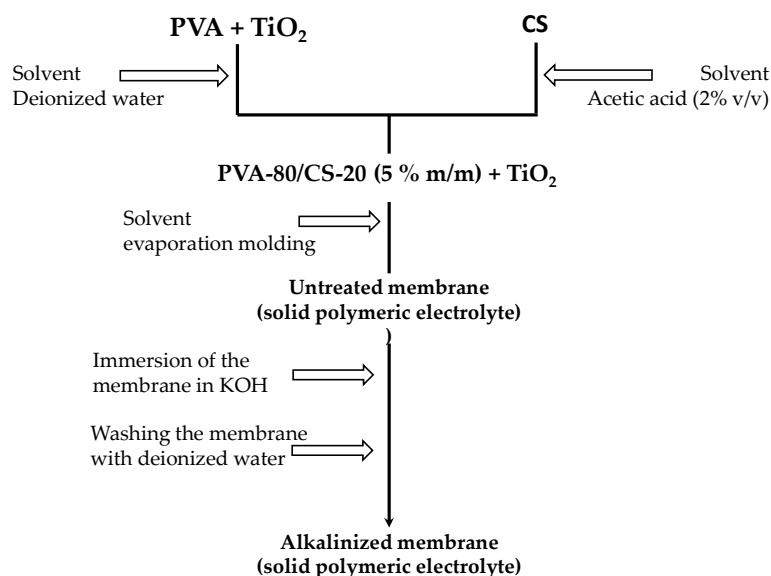 PVA + TiO₂
CS
Solvent
Deionized water
Solvent
Acetic acid (2% v/v)
PVA-80/CS-20 (5 % m/m) + TiO₂
Solvent
evaporation molding
Untreated membrane
(solid polymeric electrolyte)
)
Immersion of the
membrane in KOH
Washing the membrane
with deionized water
Alkalinized membrane
(solid polymeric electrolyte)